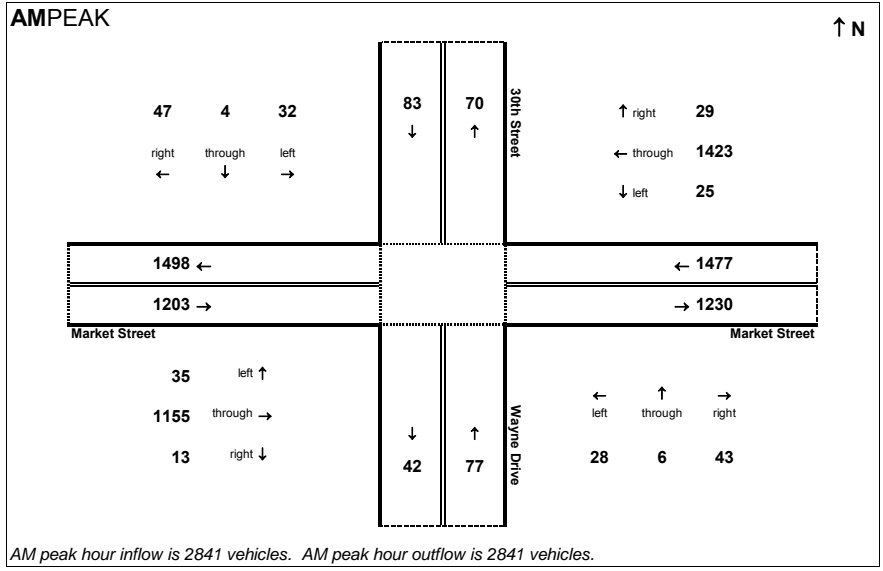 AM PEAK
↑ N
47 4 32
right through left
← ↓ →
83 70
↓ ↑
30th Street
↑ right 29
← through 1423
↓ left 25
1498 ←
1203 →
← 1477
→ 1230
Market Street
Market Street
35 left ↑
1155 through →
13 right ↓
↓ ↑
42 77
Wayne Drive
← ↑ →
left through right
28 6 43
AM peak hour inflow is 2841 vehicles. AM peak hour outflow is 2841 vehicles.